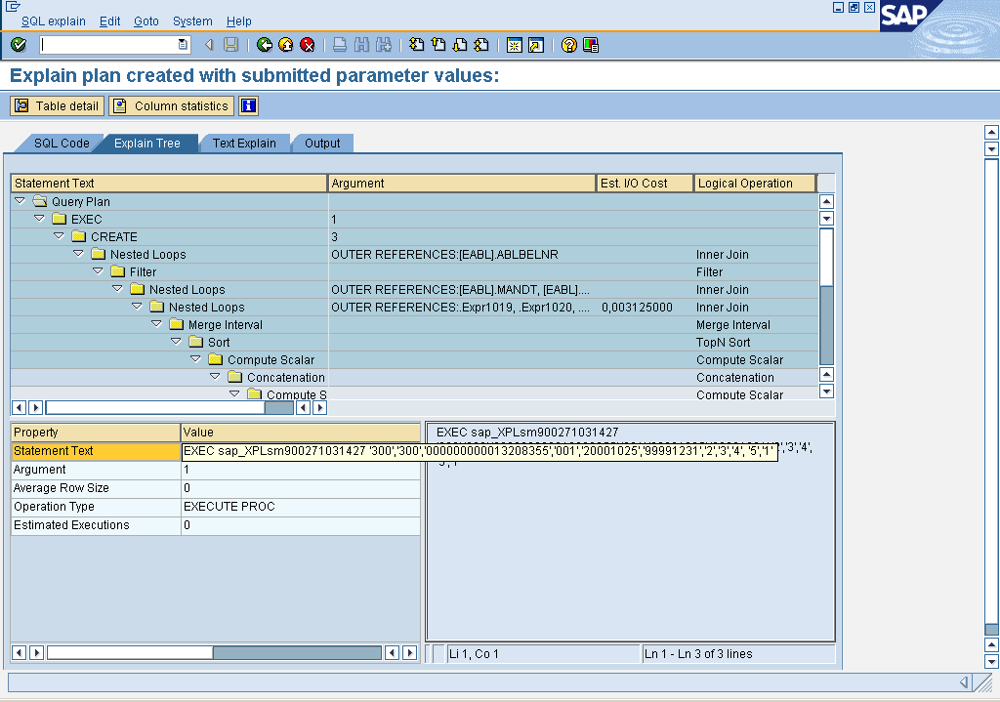 SQL explain Edit Goto System Help
SAP
Explain plan created with submitted parameter values:
Table detail Column statistics
SQL Code Explain Tree Text Explain Output
Statement Text Argument Est. I/O Cost Logical Operation
Query Plan
EXEC 1
CREATE 3
Nested Loops OUTER REFERENCES:[EABL].ABLBELNR Inner Join
Filter Filter
Nested Loops OUTER REFERENCES:[EABL].MANDT, [EABL].... Inner Join
Nested Loops OUTER REFERENCES:.Expr1019, .Expr1020, .... 0,003125000 Inner Join
Merge Interval Merge Interval
Sort TopN Sort
Compute Scalar Compute Scalar
Concatenation Concatenation
Compute S Compute Scalar
Property Value
EXEC sap_XPLsm900271031427
Statement Text EXEC sap_XPLsm900271031427 '300','300','000000000013208355','001','20001025','99991231','2','3','4', '5','1' ,'3','4',
Argument 1
Average Row Size 0
Operation Type EXECUTE PROC
Estimated Executions 0
Li 1, Co 1 Ln 1 - Ln 3 of 3 lines